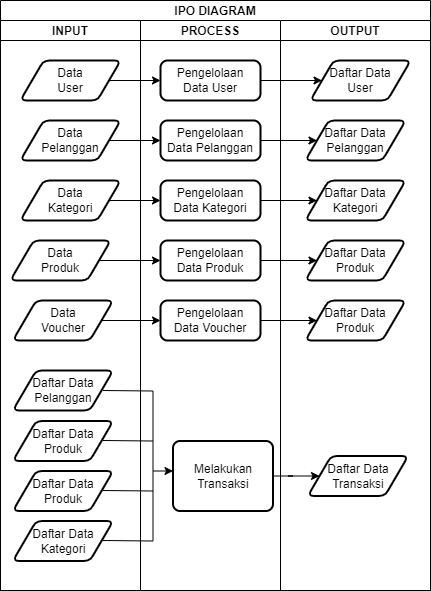 IPO DIAGRAM
INPUT
PROCESS
OUTPUT
Data
User
Pengelolaan
Data User
Daftar Data
User
Data
Pelanggan
Pengelolaan
Data Pelanggan
Daftar Data
Pelanggan
Data
Kategori
Pengelolaan
Data Kategori
Daftar Data
Kategori
Data
Produk
Pengelolaan
Data Produk
Daftar Data
Produk
Data
Voucher
Pengelolaan
Data Voucher
Daftar Data
Produk
Daftar Data
Pelanggan
Daftar Data
Produk
Daftar Data
Produk
Daftar Data
Kategori
Melakukan
Transaksi
Daftar Data
Transaksi